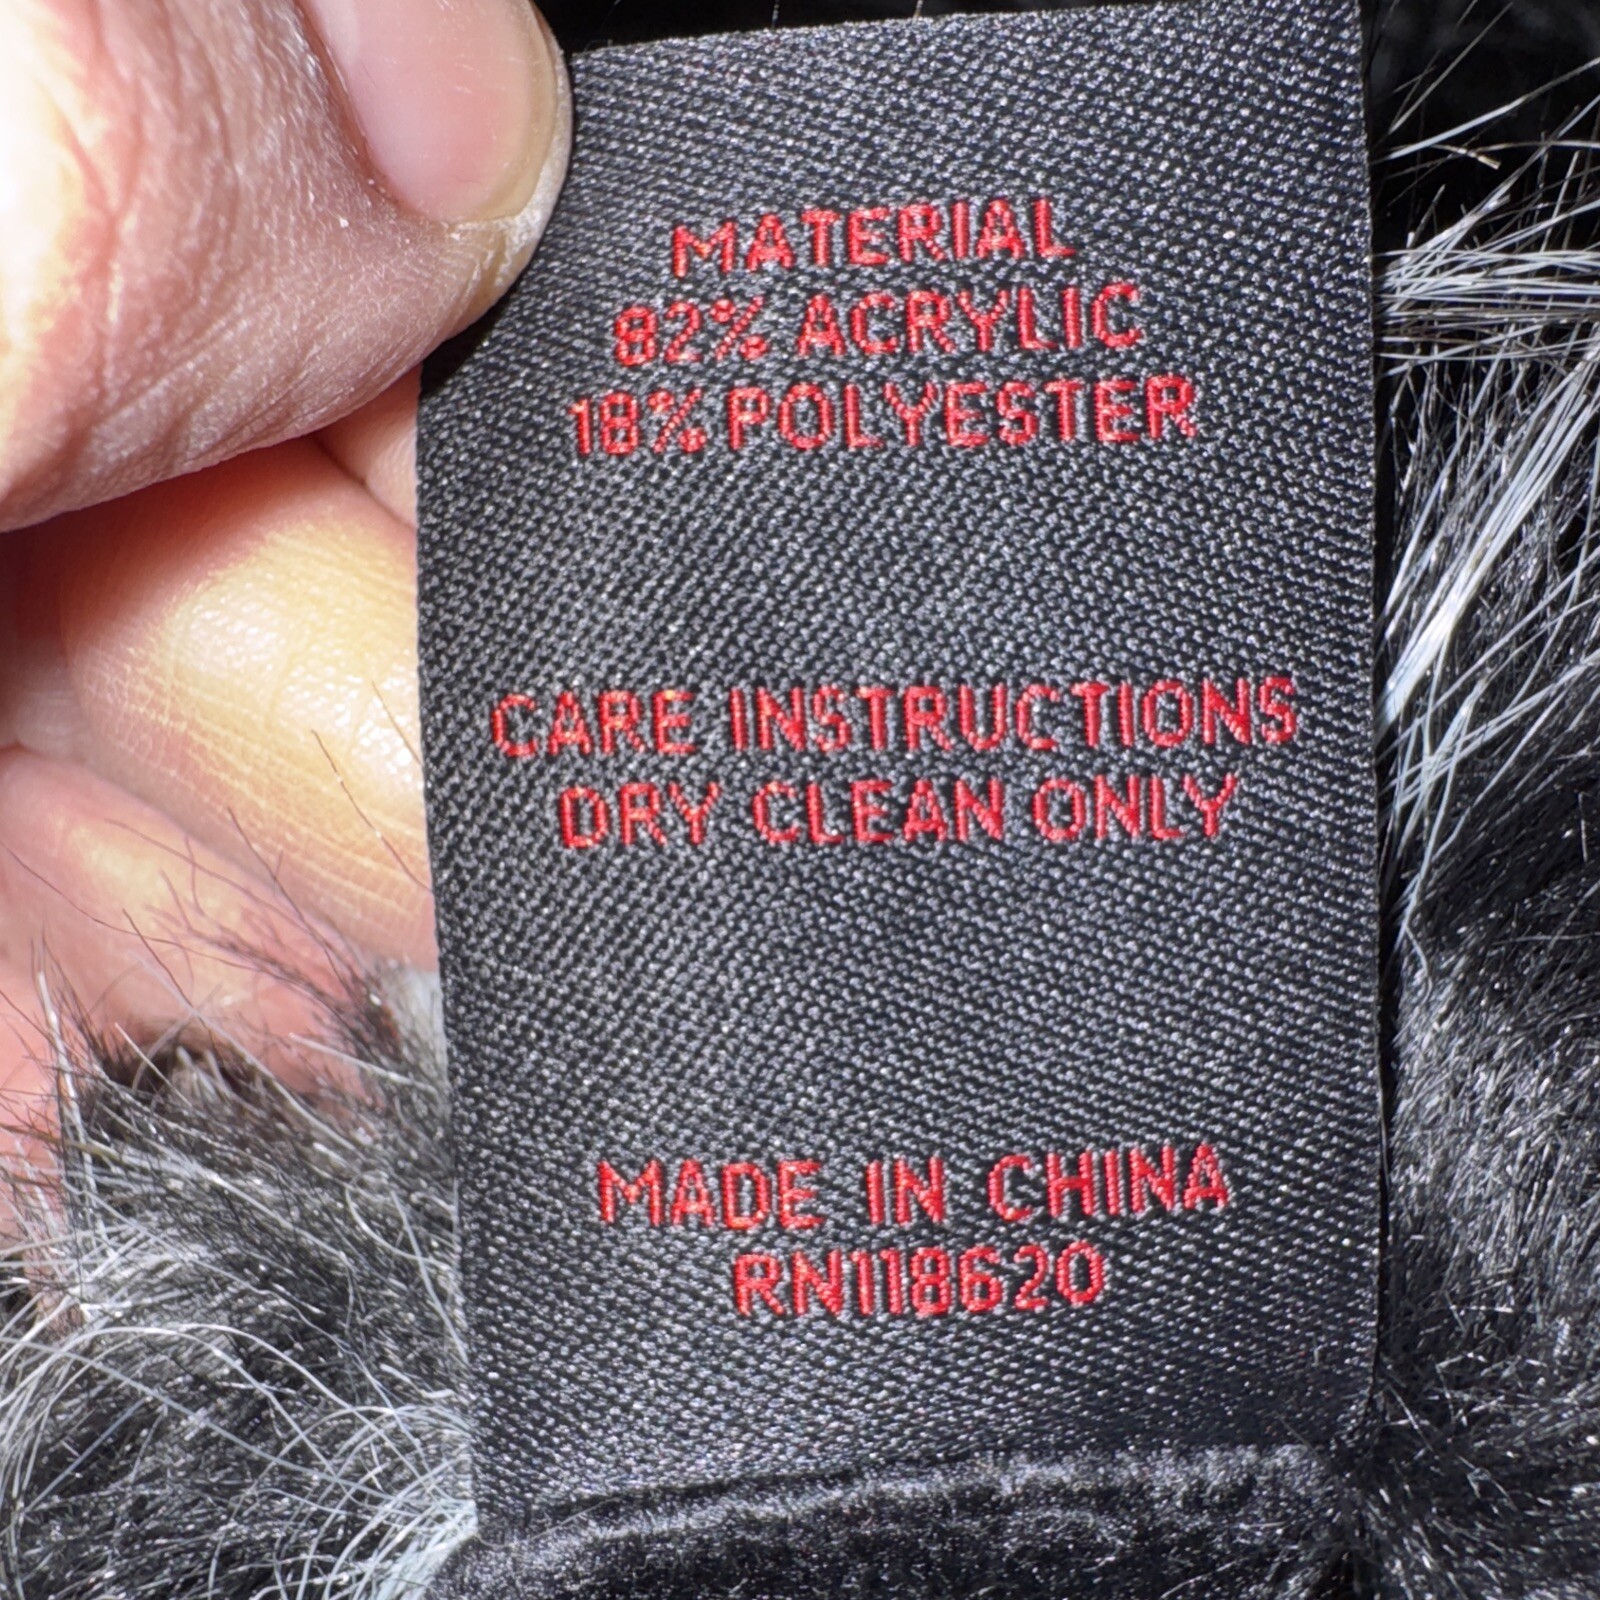 MATERIAL
82% ACRYLIC
18% POLYESTER
CARE INSTRUCTIONS
DRY CLEAN ONLY
MADE IN CHINA
RN118620